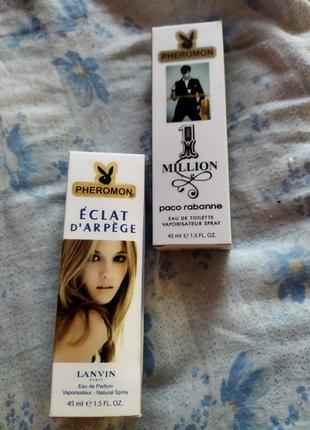 PHEROMON
1
MILLION
paco rabanne
EAU DE TOILETTE
VAPORISATEUR SPRAY
45 ml ℮ 1.5 FL. OZ.
PHEROMON
ÉCLAT
D'ARPÈGE
LANVIN
PARIS
Eau de Parfum
Vaporisateur - Natural Spray
45 ml ℮ 1.5 FL. OZ.